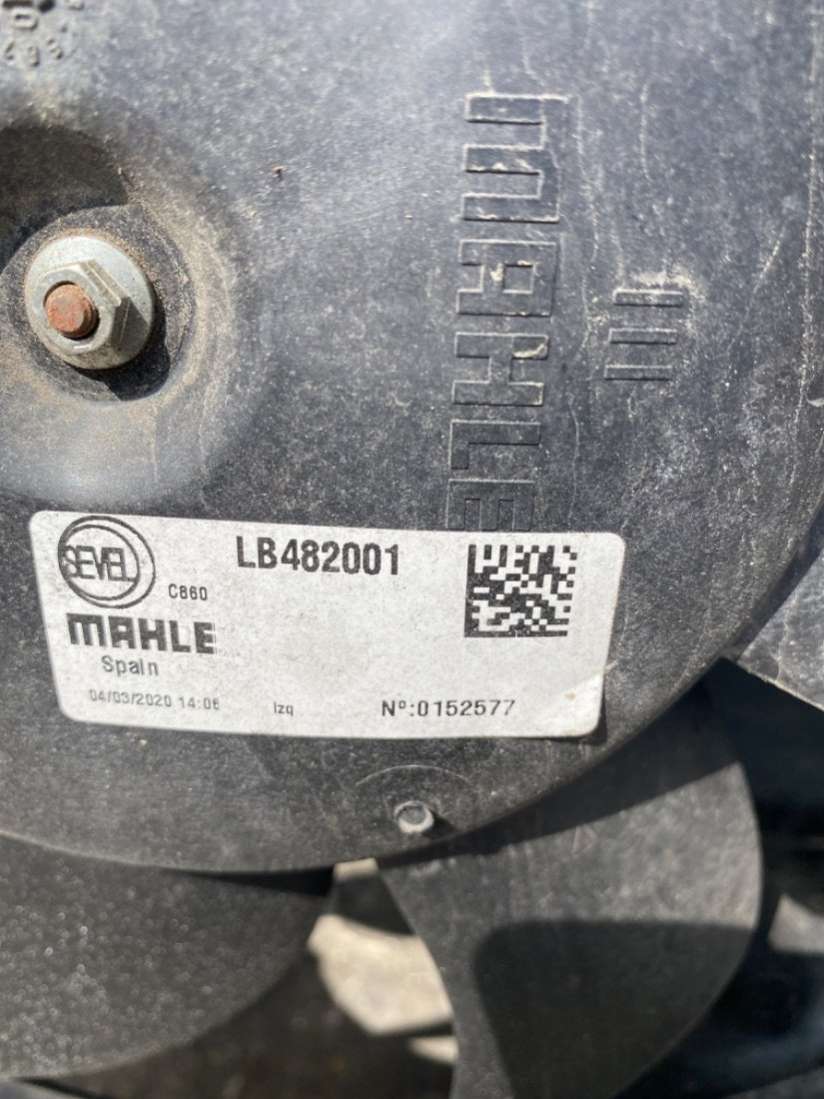 MAHLE
SEVEL
C860
LB482001
MAHLE
Spain
04/03/2020 14:06
Izq
Nº:0152577